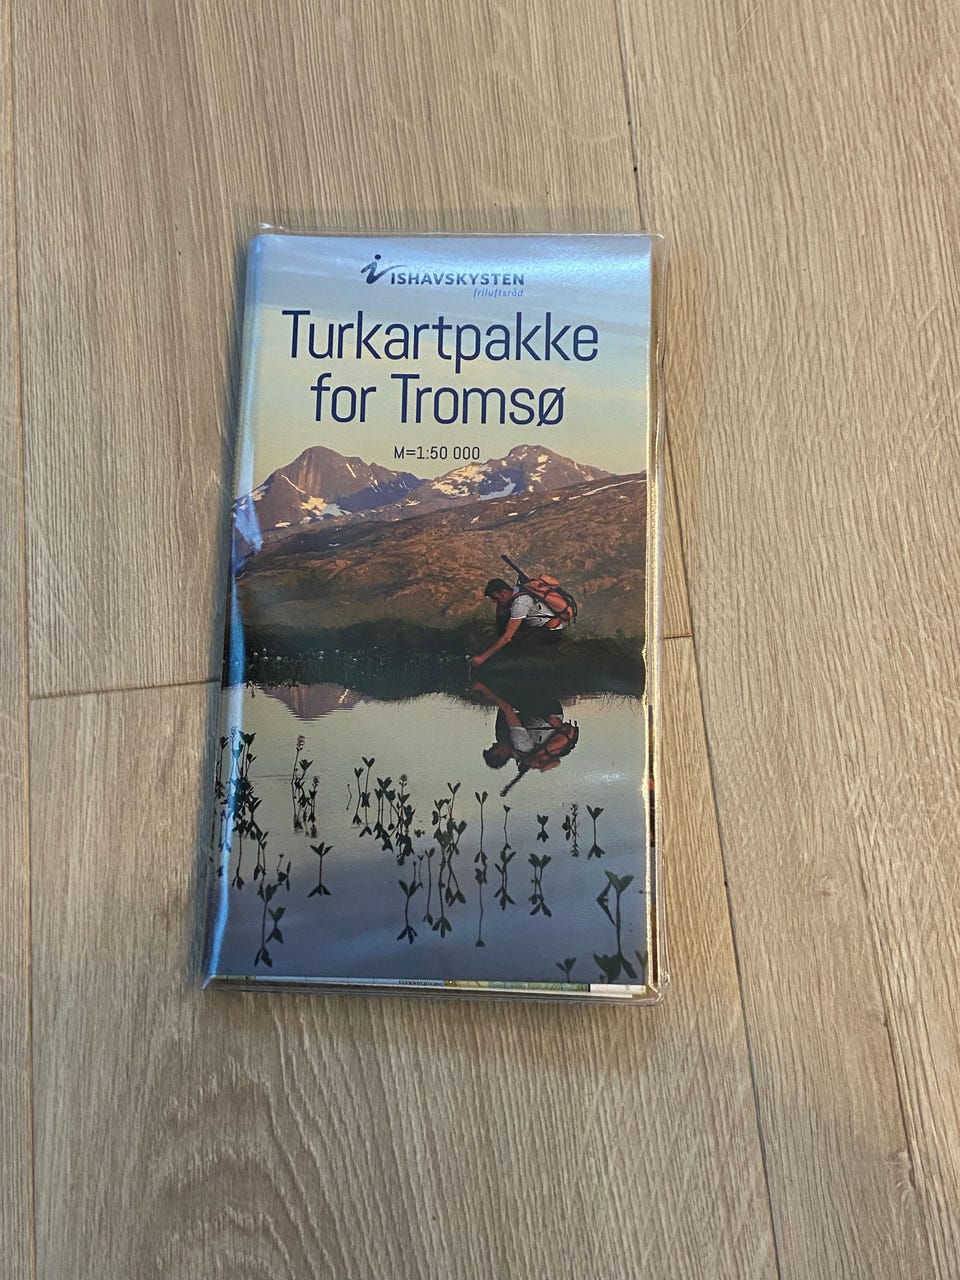 ISHAVSKYSTEN
friluftsråd
Turkartpakke
for Tromsø
M=1:50 000